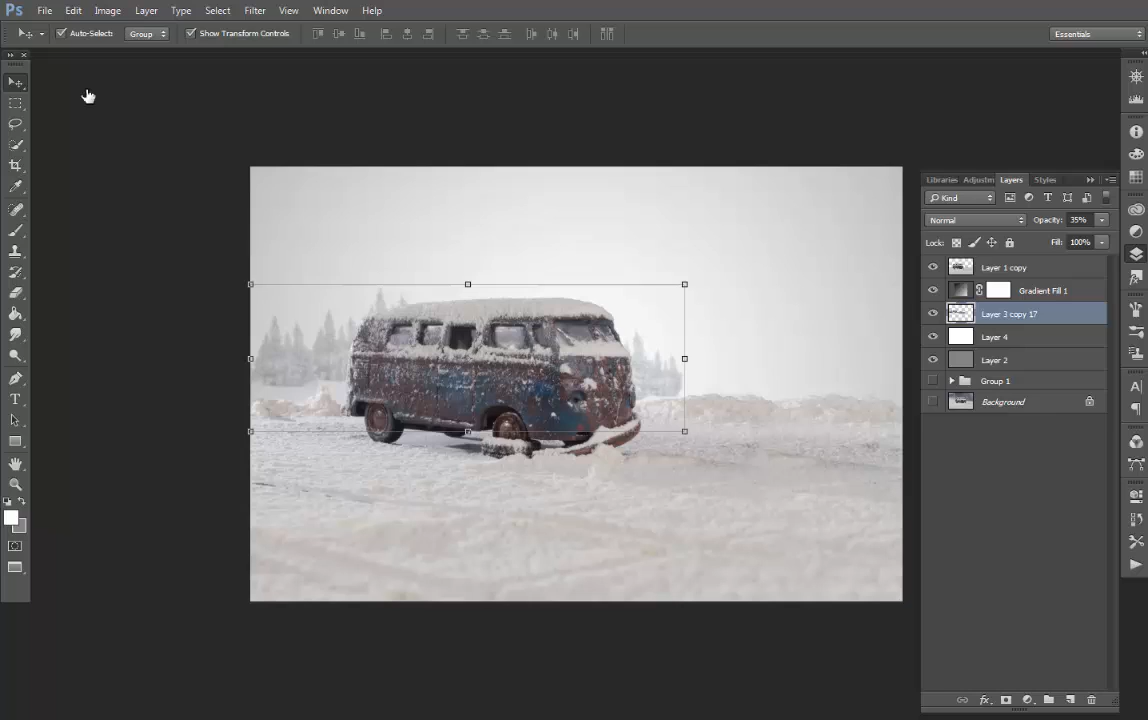 Ps File Edit Image Layer Type Select Filter View Window Help
Auto-Select: Group Show Transform Controls Essentials
Libraries Adjustm Layers Styles
Kind
Normal Opacity: 35%
Lock: Fill: 100%
Layer 1 copy
Gradient Fill 1
Layer 3 copy 17
Layer 4
Layer 2
Group 1
Background